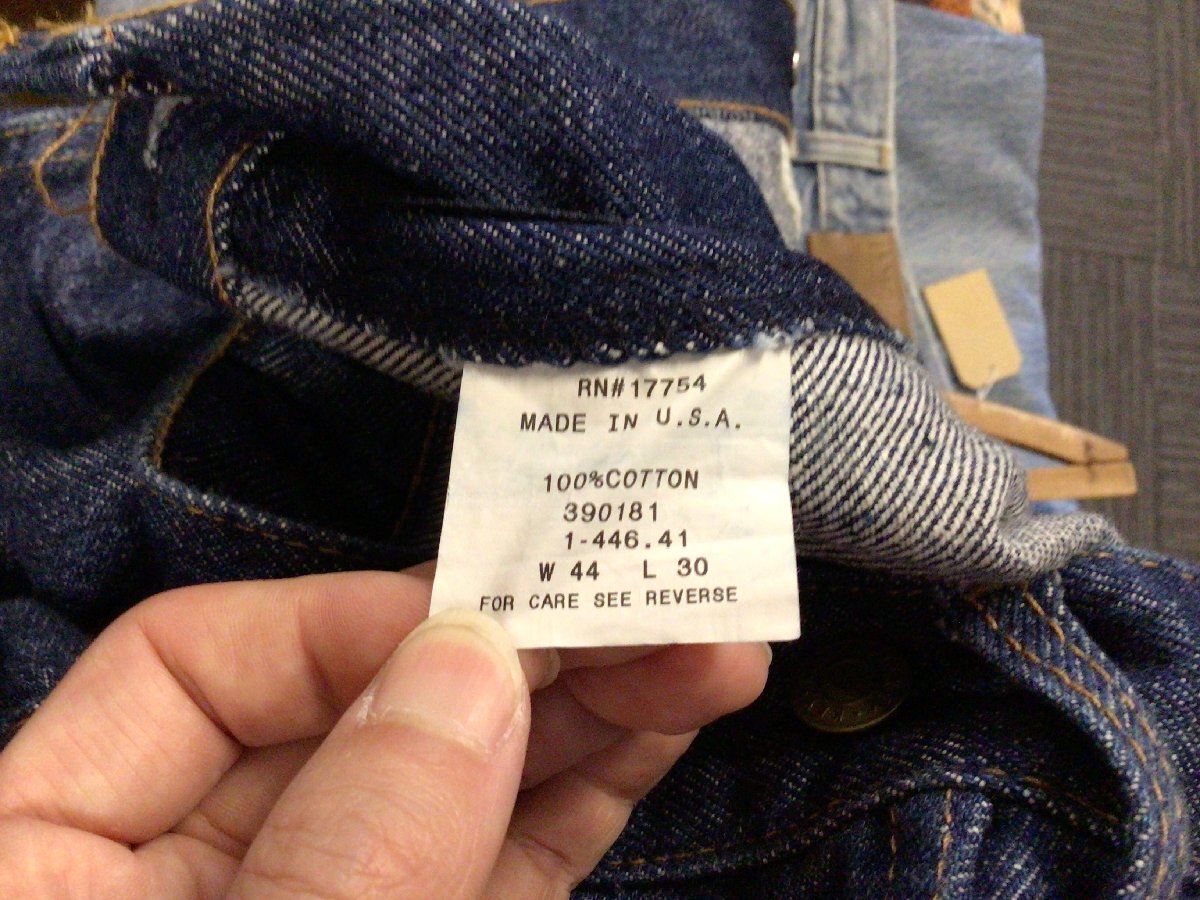 RN#17754
MADE IN U.S.A.
100%COTTON
390181
1-446.41
W 44 L 30
FOR CARE SEE REVERSE